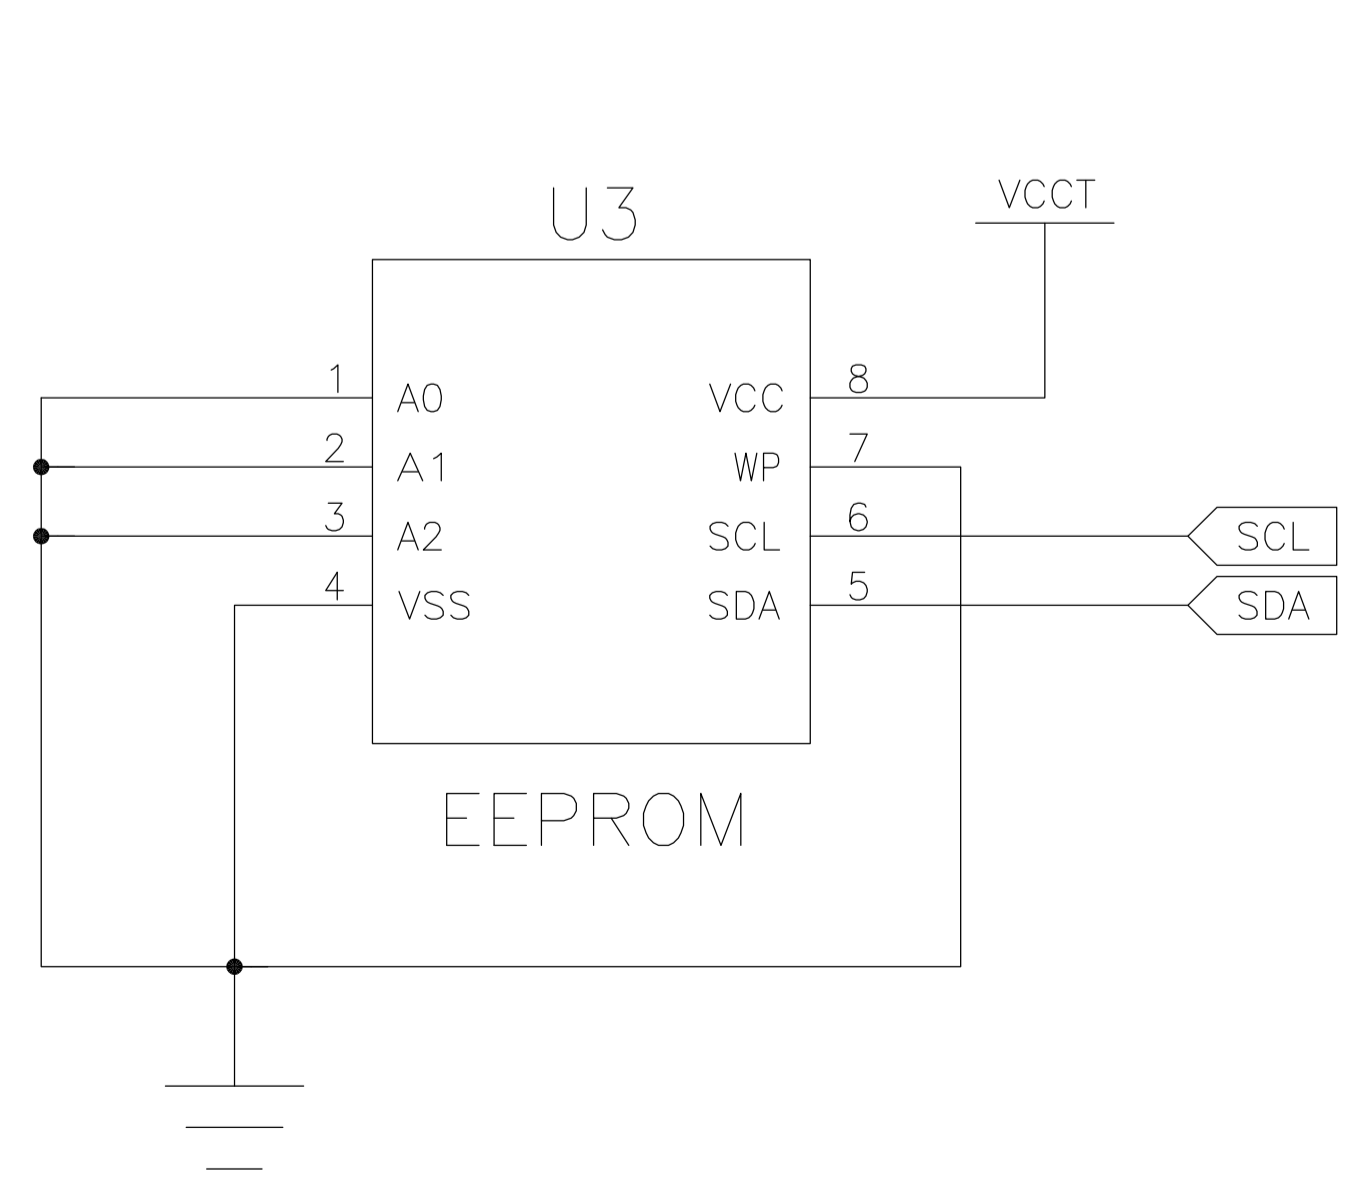 VCCT
U3
1 A0 VCC 8
2 A1 WP 7
3 A2 SCL 6 SCL
4 VSS SDA 5 SDA
EEPROM